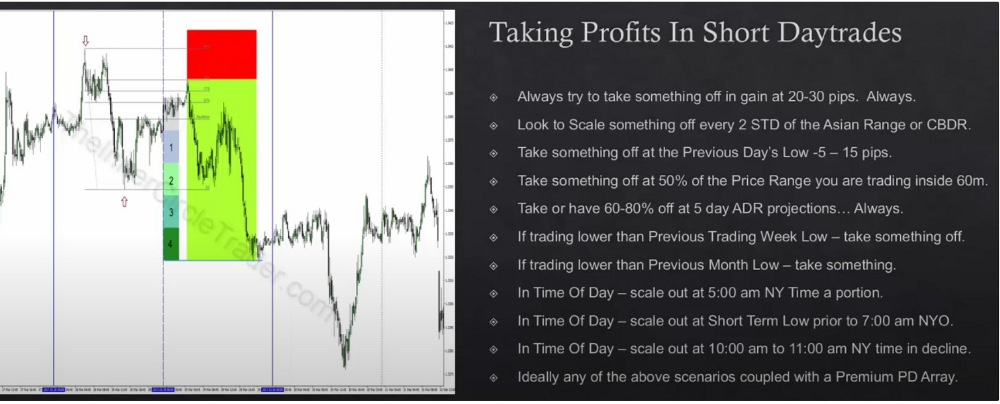 Taking Profits In Short Daytrades
Always try to take something off in gain at 20-30 pips. Always.
Look to Scale something off every 2 STD of the Asian Range or CBDR.
Take something off at the Previous Day's Low -5 – 15 pips.
Take something off at 50% of the Price Range you are trading inside 60m.
Take or have 60-80% off at 5 day ADR projections… Always.
If trading lower than Previous Trading Week Low – take something off.
If trading lower than Previous Month Low – take something.
In Time Of Day – scale out at 5:00 am NY Time a portion.
In Time Of Day – scale out at Short Term Low prior to 7:00 am NYO.
In Time Of Day – scale out at 10:00 am to 11:00 am NY time in decline.
Ideally any of the above scenarios coupled with a Premium PD Array.
1
2
3
4
TheInnerCircleTrader.com